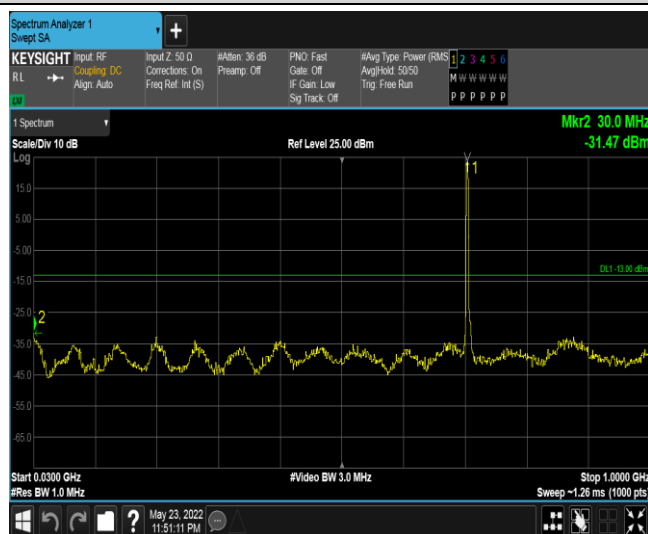 Spectrum Analyzer 1
Swept SA
+
KEYSIGHT
RL
LXI
Input: RF
Coupling: DC
Align: Auto
Input Z: 50 Ω
Corrections: On
Freq Ref: Int (S)
#Atten: 36 dB
Preamp: Off
PNO: Fast
Gate: Off
IF Gain: Low
Sig Track: Off
#Avg Type: Power (RMS
Avg|Hold: 50/50
Trig: Free Run
1 2 3 4 5 6
M W W W W W
P P P P P P
1 Spectrum
Mkr2 30.0 MHz
Scale/Div 10 dB
Ref Level 25.00 dBm
-31.47 dBm
Log
1
15.0
5.00
-5.00
DL1 -13.00 dBm
-15.0
-25.0
2
-35.0
-45.0
-55.0
-65.0
Start 0.0300 GHz
#Video BW 3.0 MHz
Stop 1.0000 GHz
#Res BW 1.0 MHz
Sweep ~1.26 ms (1000 pts)
?
May 23, 2022
11:51:11 PM